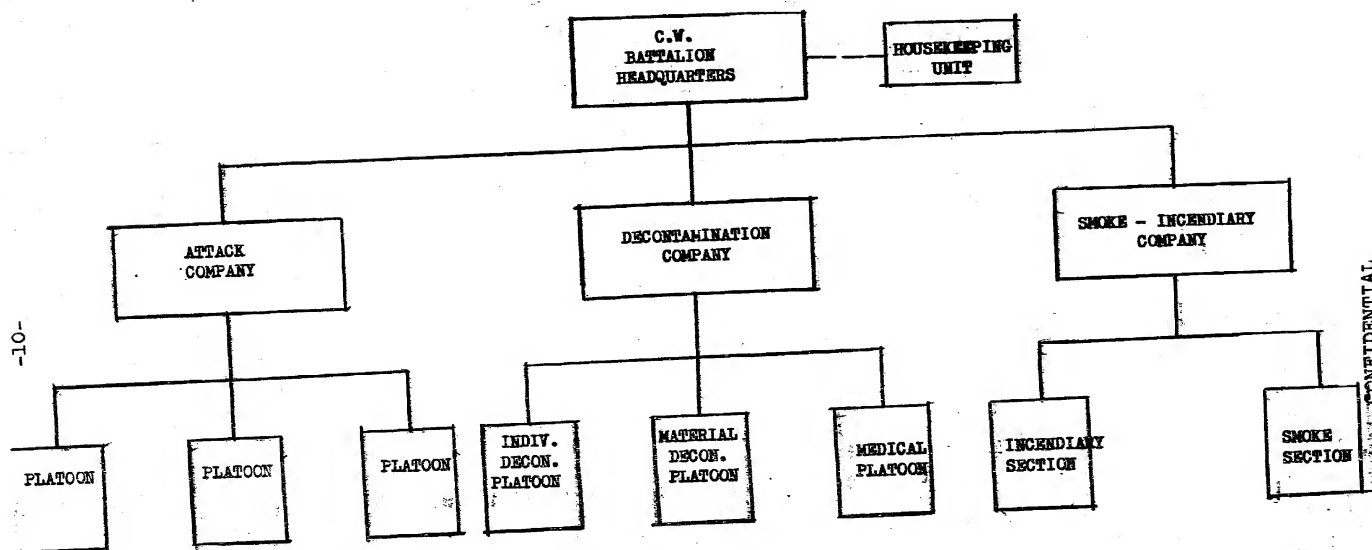 C.W.
BATTALION
HEADQUARTERS
HOUSEKEEPING
UNIT
ATTACK
COMPANY
DECONTAMINATION
COMPANY
SMOKE - INCENDIARY
COMPANY
-10-
CONFIDENTIAL
PLATOON
PLATOON
PLATOON
INDIV.
DECON.
PLATOON
MATERIAL
DECON.
PLATOON
MEDICAL
PLATOON
INCENDIARY
SECTION
SMOKE
SECTION